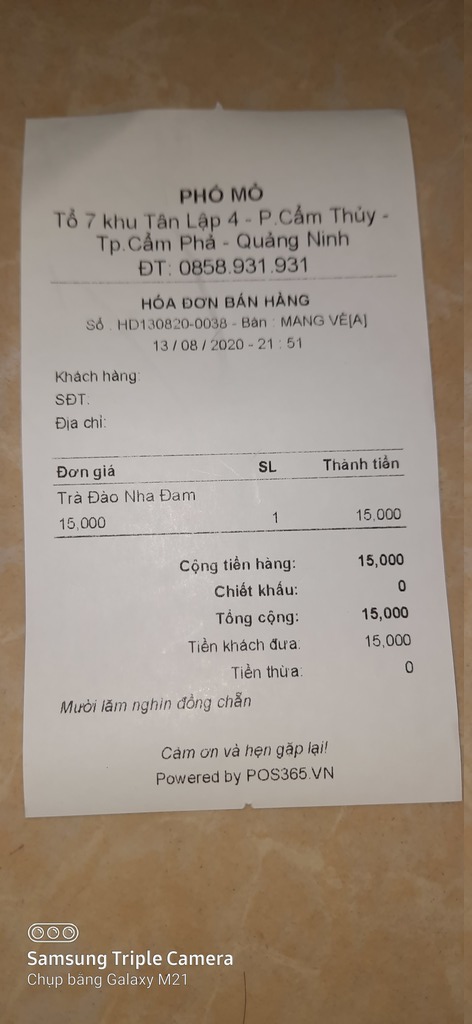 PHỐ MỎ
Tổ 7 khu Tân Lập 4 - P.Cẩm Thủy -
Tp.Cẩm Phả - Quảng Ninh
ĐT: 0858.931.931
HÓA ĐƠN BÁN HÀNG
Số : HD130820-0038 - Bàn : MANG VỀ[A]
13 / 08 / 2020 - 21 : 51
Khách hàng:
SĐT:
Địa chỉ:
Đơn giá SL Thành tiền
Trà Đào Nha Đam
15,000 1 15,000
Cộng tiền hàng: 15,000
Chiết khấu: 0
Tổng cộng: 15,000
Tiền khách đưa: 15,000
Tiền thừa: 0
Mười lăm nghìn đồng chẵn
Cảm ơn và hẹn gặp lại!
Powered by POS365.VN
Samsung Triple Camera
Chụp bằng Galaxy M21